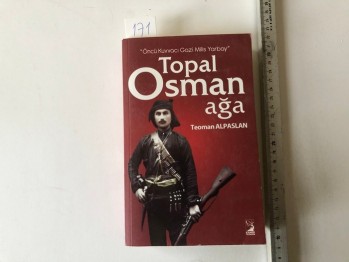 171
"Öncü Kuvvacı Gazi Milis Yarbay"
Topal
Osman
ağa
Teoman ALPASLAN